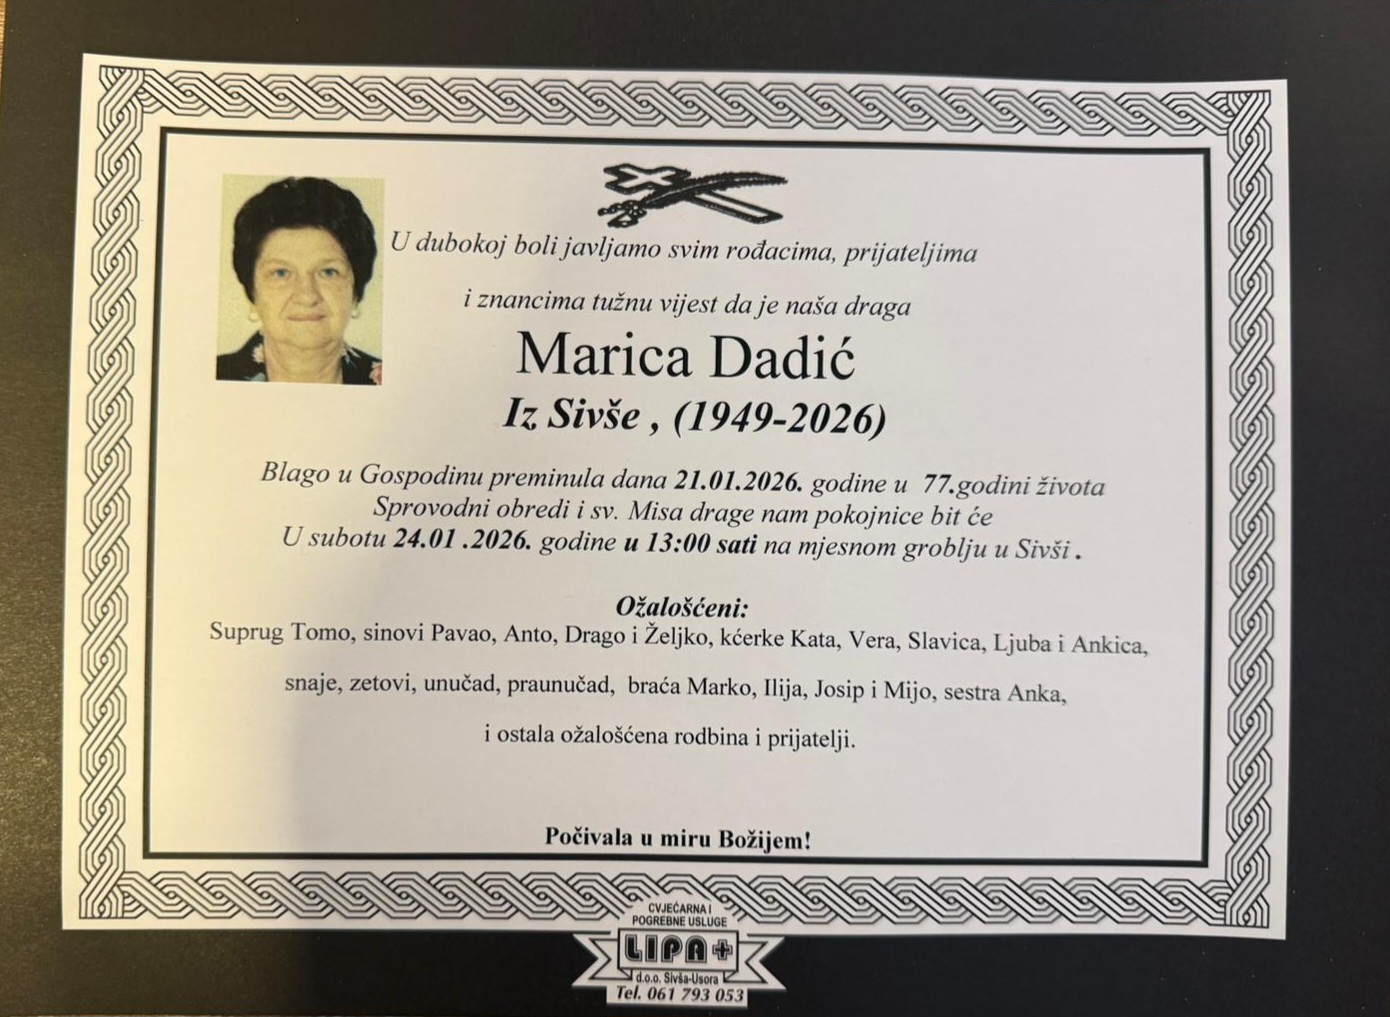 U dubokoj boli javljamo svim rođacima, prijateljima
i znancima tužnu vijest da je naša draga
Marica Dadić
Iz Sivše , (1949-2026)
Blago u Gospodinu preminula dana 21.01.2026. godine u 77.godini života
Sprovodni obredi i sv. Misa drage nam pokojnice bit će
U subotu 24.01 .2026. godine u 13:00 sati na mjesnom groblju u Sivši .
Ožalošćeni:
Suprug Tomo, sinovi Pavao, Anto, Drago i Željko, kćerke Kata, Vera, Slavica, Ljuba i Ankica,
snaje, zetovi, unučad, praunučad, braća Marko, Ilija, Josip i Mijo, sestra Anka,
i ostala ožalošćena rodbina i prijatelji.
Počivala u miru Božijem!
CVJEĆARNA I
POGREBNE USLUGE
LIPA+
d.o.o. Sivša-Usora
Tel. 061 793 053